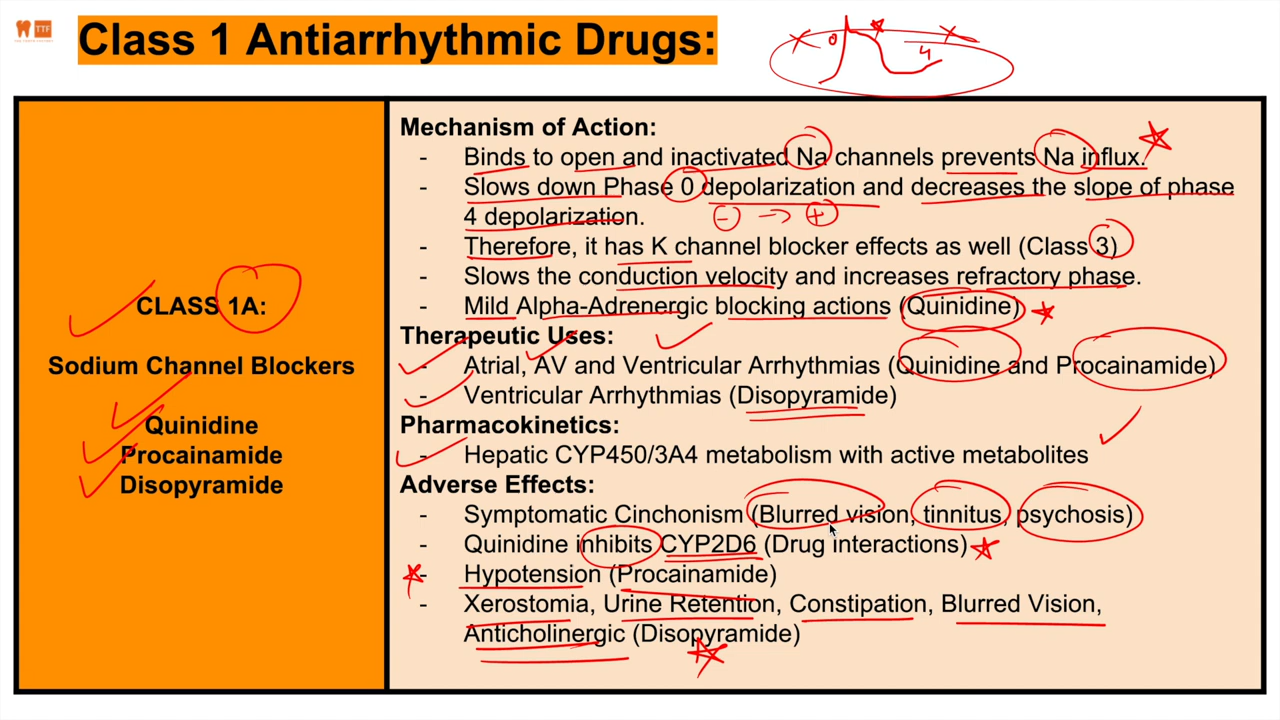 TTF
Class 1 Antiarrhythmic Drugs:
0
4
CLASS 1A:
Sodium Channel Blockers
Quinidine
Procainamide
Disopyramide
Mechanism of Action:
- Binds to open and inactivated Na channels prevents Na influx.
- Slows down Phase 0 depolarization and decreases the slope of phase
4 depolarization.
- → +
- Therefore, it has K channel blocker effects as well (Class 3)
- Slows the conduction velocity and increases refractory phase.
- Mild Alpha-Adrenergic blocking actions (Quinidine)
Therapeutic Uses:
- Atrial, AV and Ventricular Arrhythmias (Quinidine and Procainamide)
- Ventricular Arrhythmias (Disopyramide)
Pharmacokinetics:
- Hepatic CYP450/3A4 metabolism with active metabolites
Adverse Effects:
- Symptomatic Cinchonism (Blurred vision, tinnitus, psychosis)
- Quinidine inhibits CYP2D6 (Drug interactions)
- Hypotension (Procainamide)
- Xerostomia, Urine Retention, Constipation, Blurred Vision,
Anticholinergic (Disopyramide)